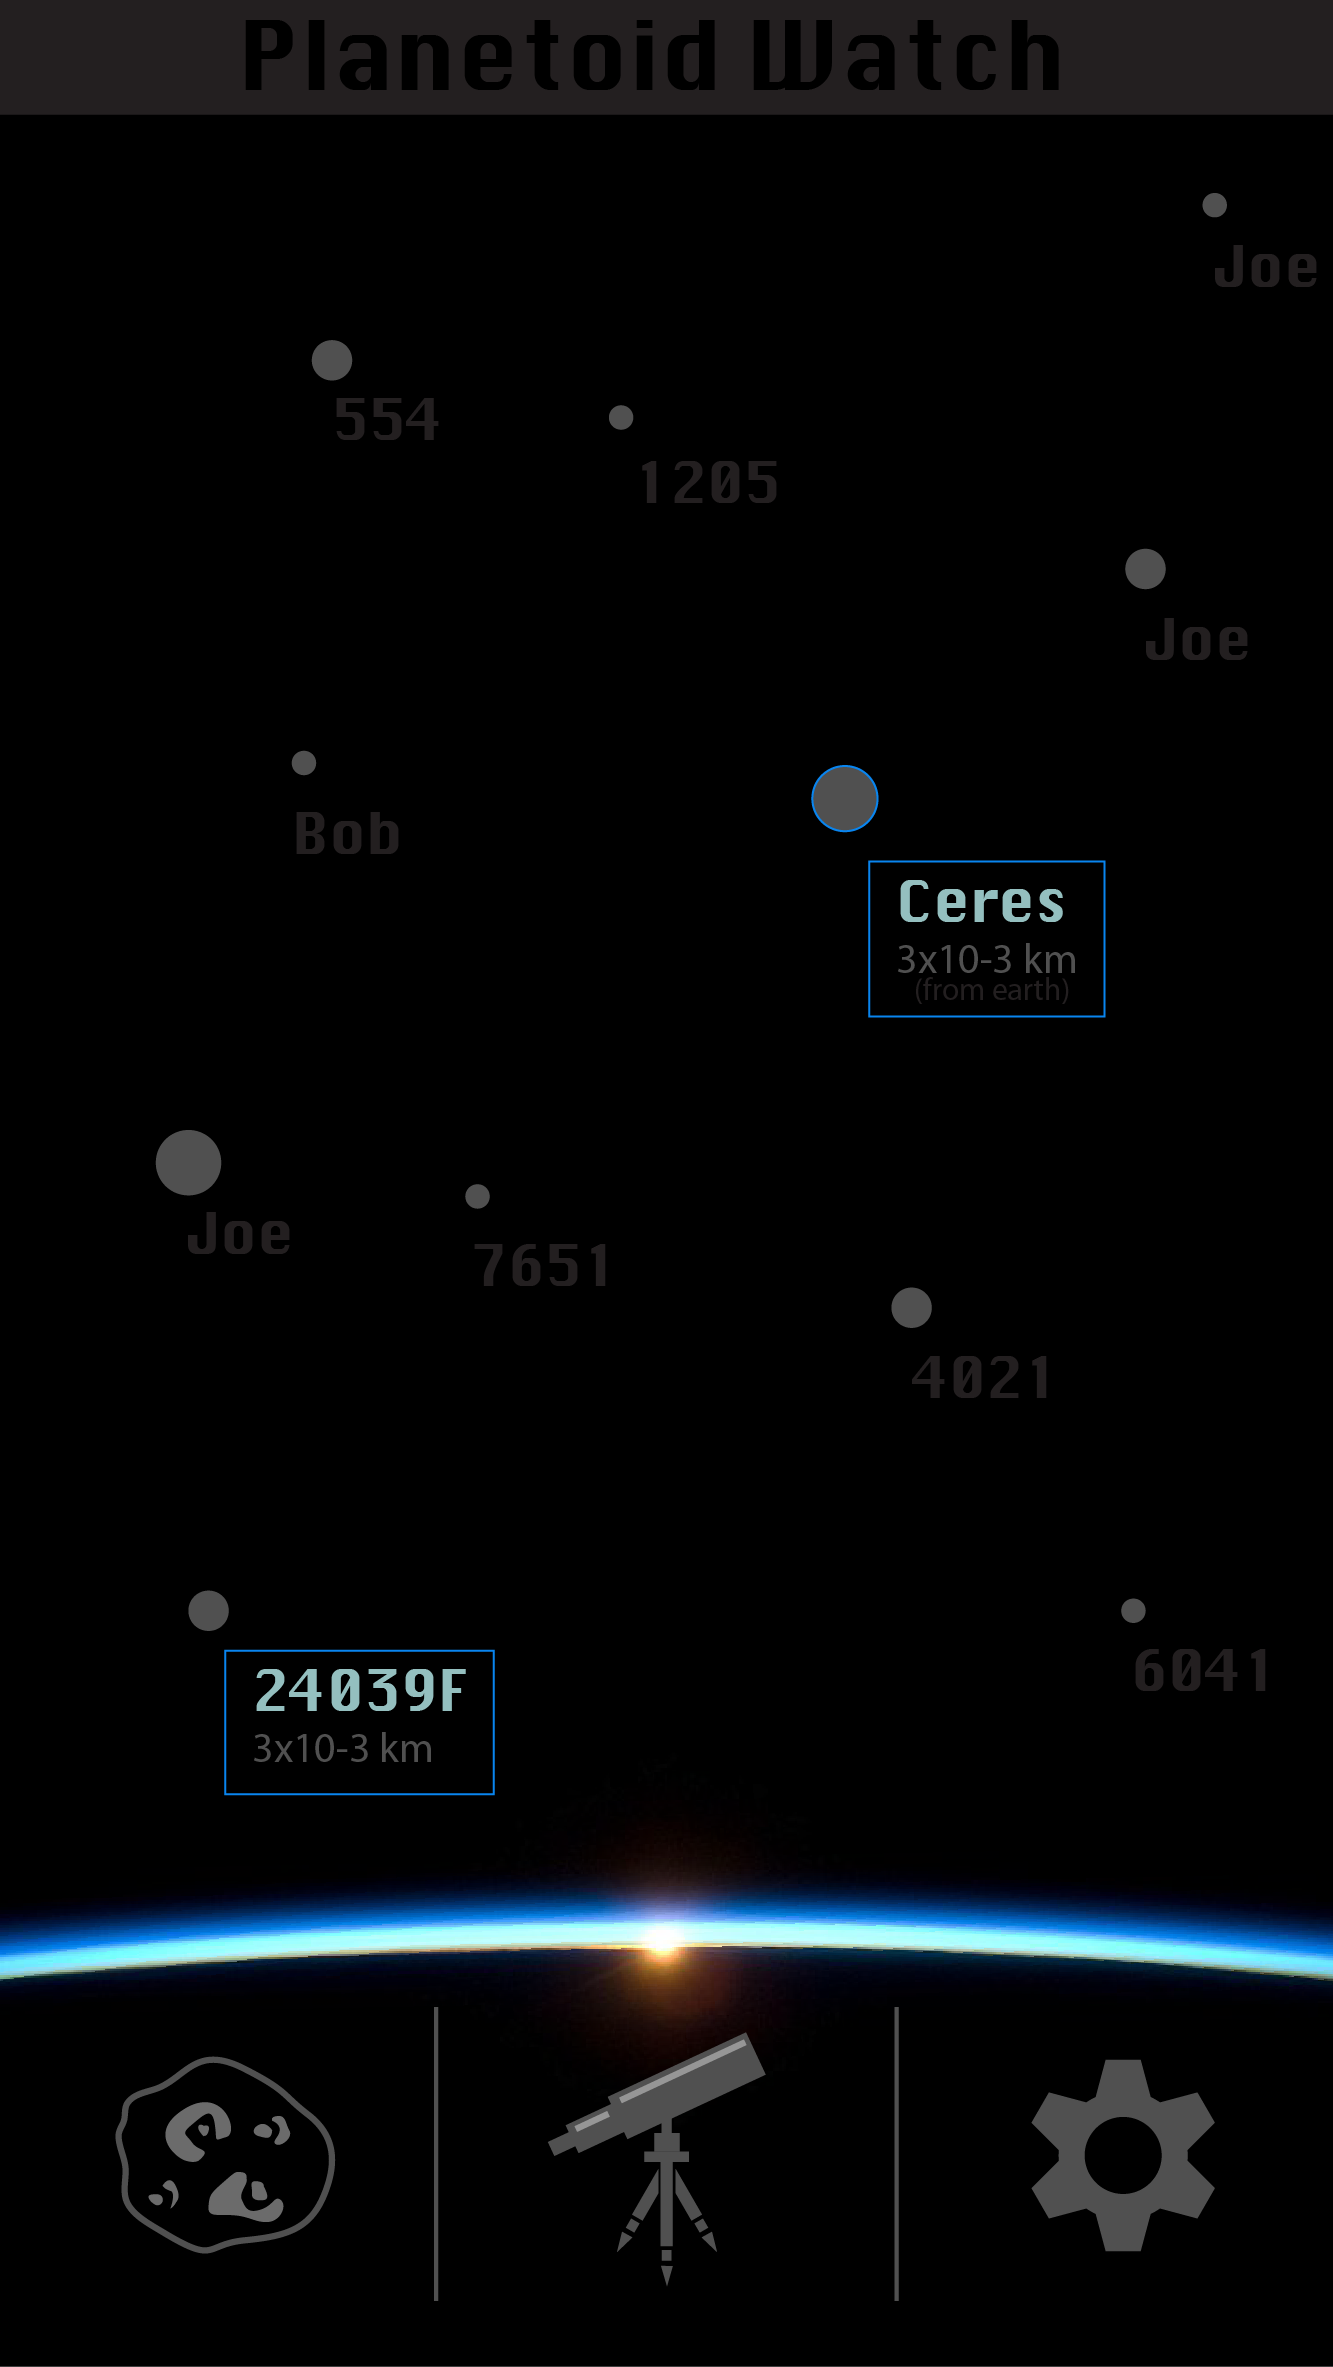 Planetoid Watch
Joe
554
1205
Joe
Bob
Ceres
3x10-3 km
(from earth)
Joe
7651
4021
6041
24039F
3x10-3 km